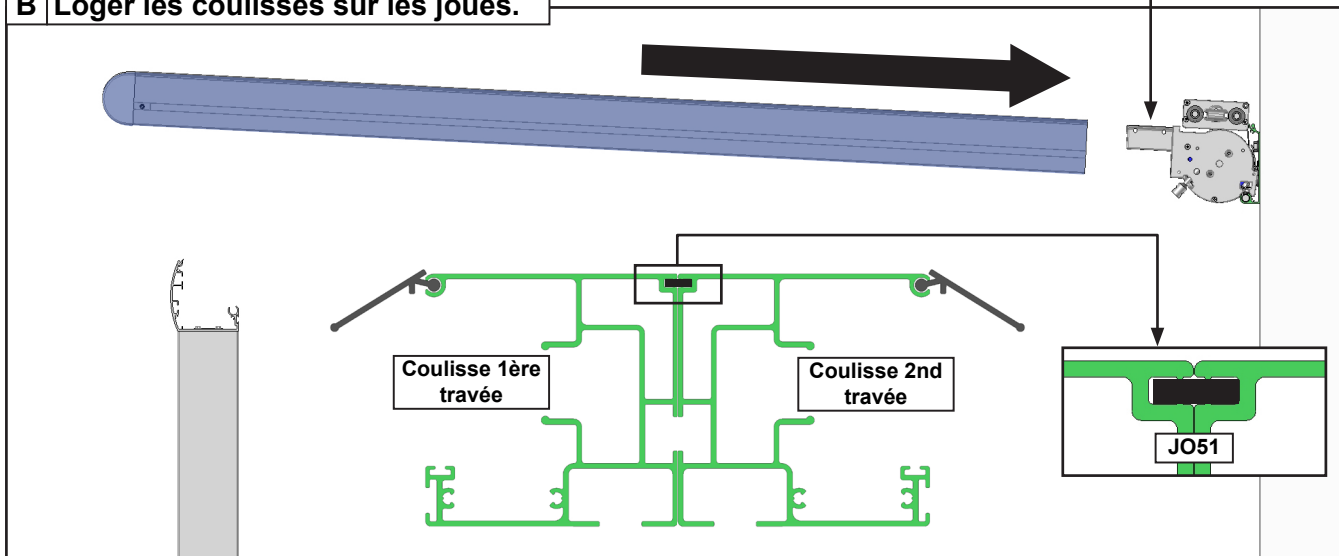 B Loger les coulisses sur les joues.
Coulisse 1ère
travée
Coulisse 2nd
travée
JO51